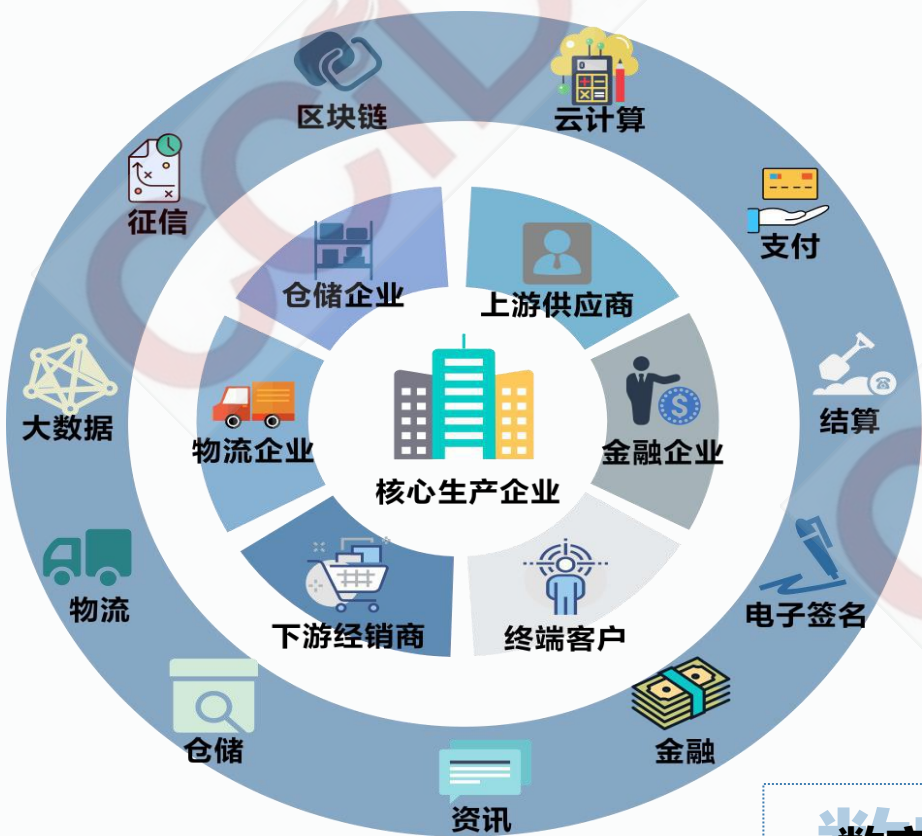 区块链
云计算
征信
支付
仓储企业
上游供应商
大数据
物流企业
金融企业
结算
核心生产企业
物流
下游经销商
终端客户
电子签名
仓储
金融
资讯